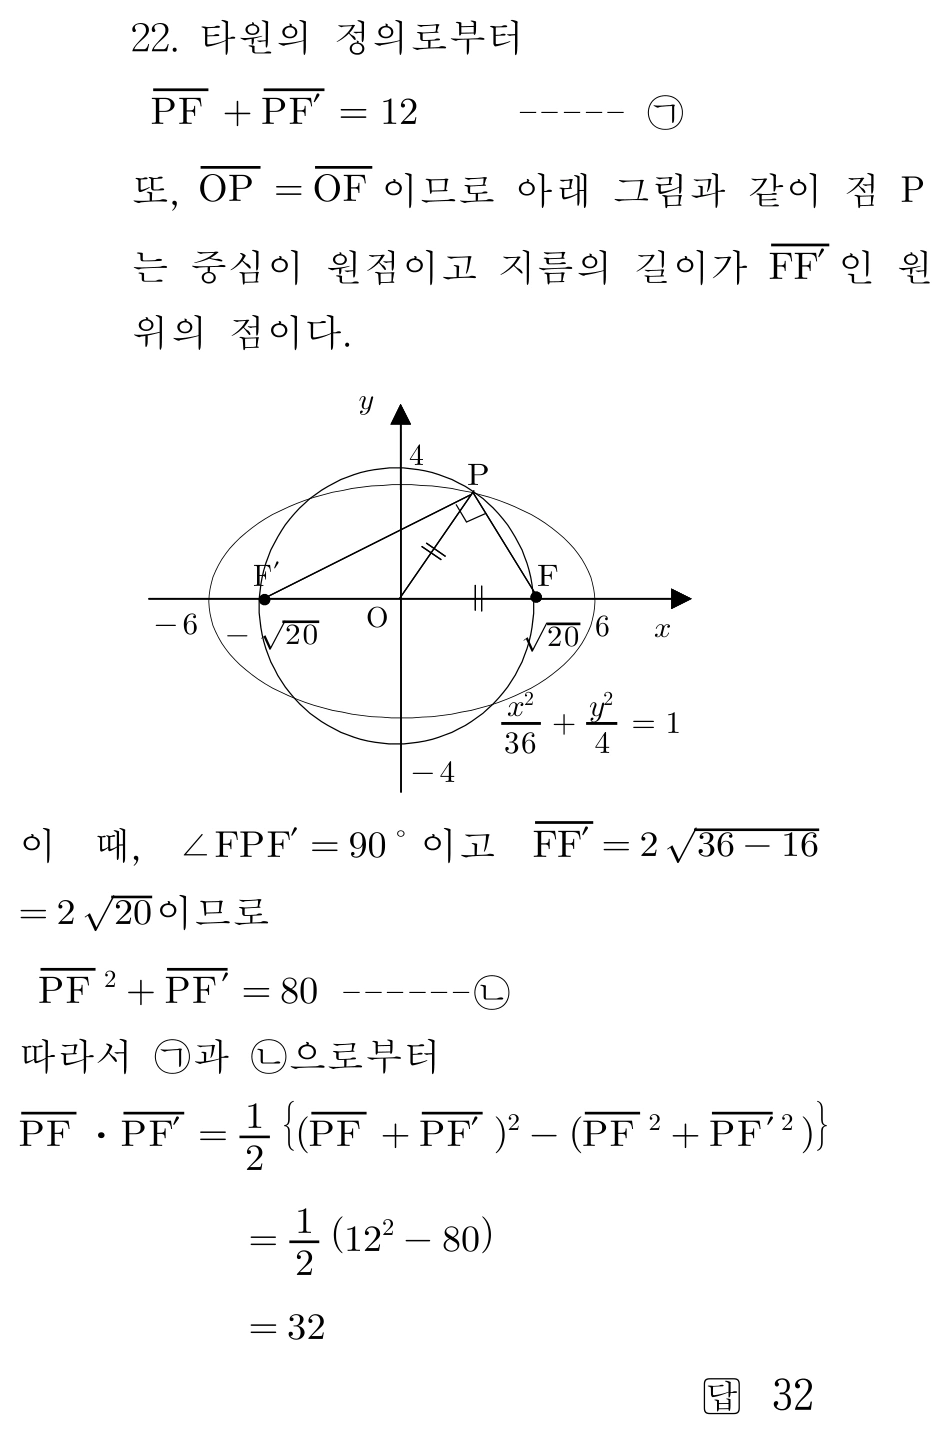 22. 타원의 정의로부터
PF + PF′ = 12 ----- ㉠
또, OP = OF 이므로 아래 그림과 같이 점 P
는 중심이 원점이고 지름의 길이가 FF′ 인 원
위의 점이다.
y
4
P
F′
F
−6
−√20
O
√20
6
x
x²/36 + y²/4 = 1
−4
이 때, ∠FPF′ = 90° 이고 FF′ = 2√(36−16)
= 2√20이므로
PF² + PF′ = 80 ------㉡
따라서 ㉠과 ㉡으로부터
PF · PF′ = 1/2 {(PF + PF′)² − (PF² + PF′²)}
= 1/2 (12² − 80)
= 32
답 32